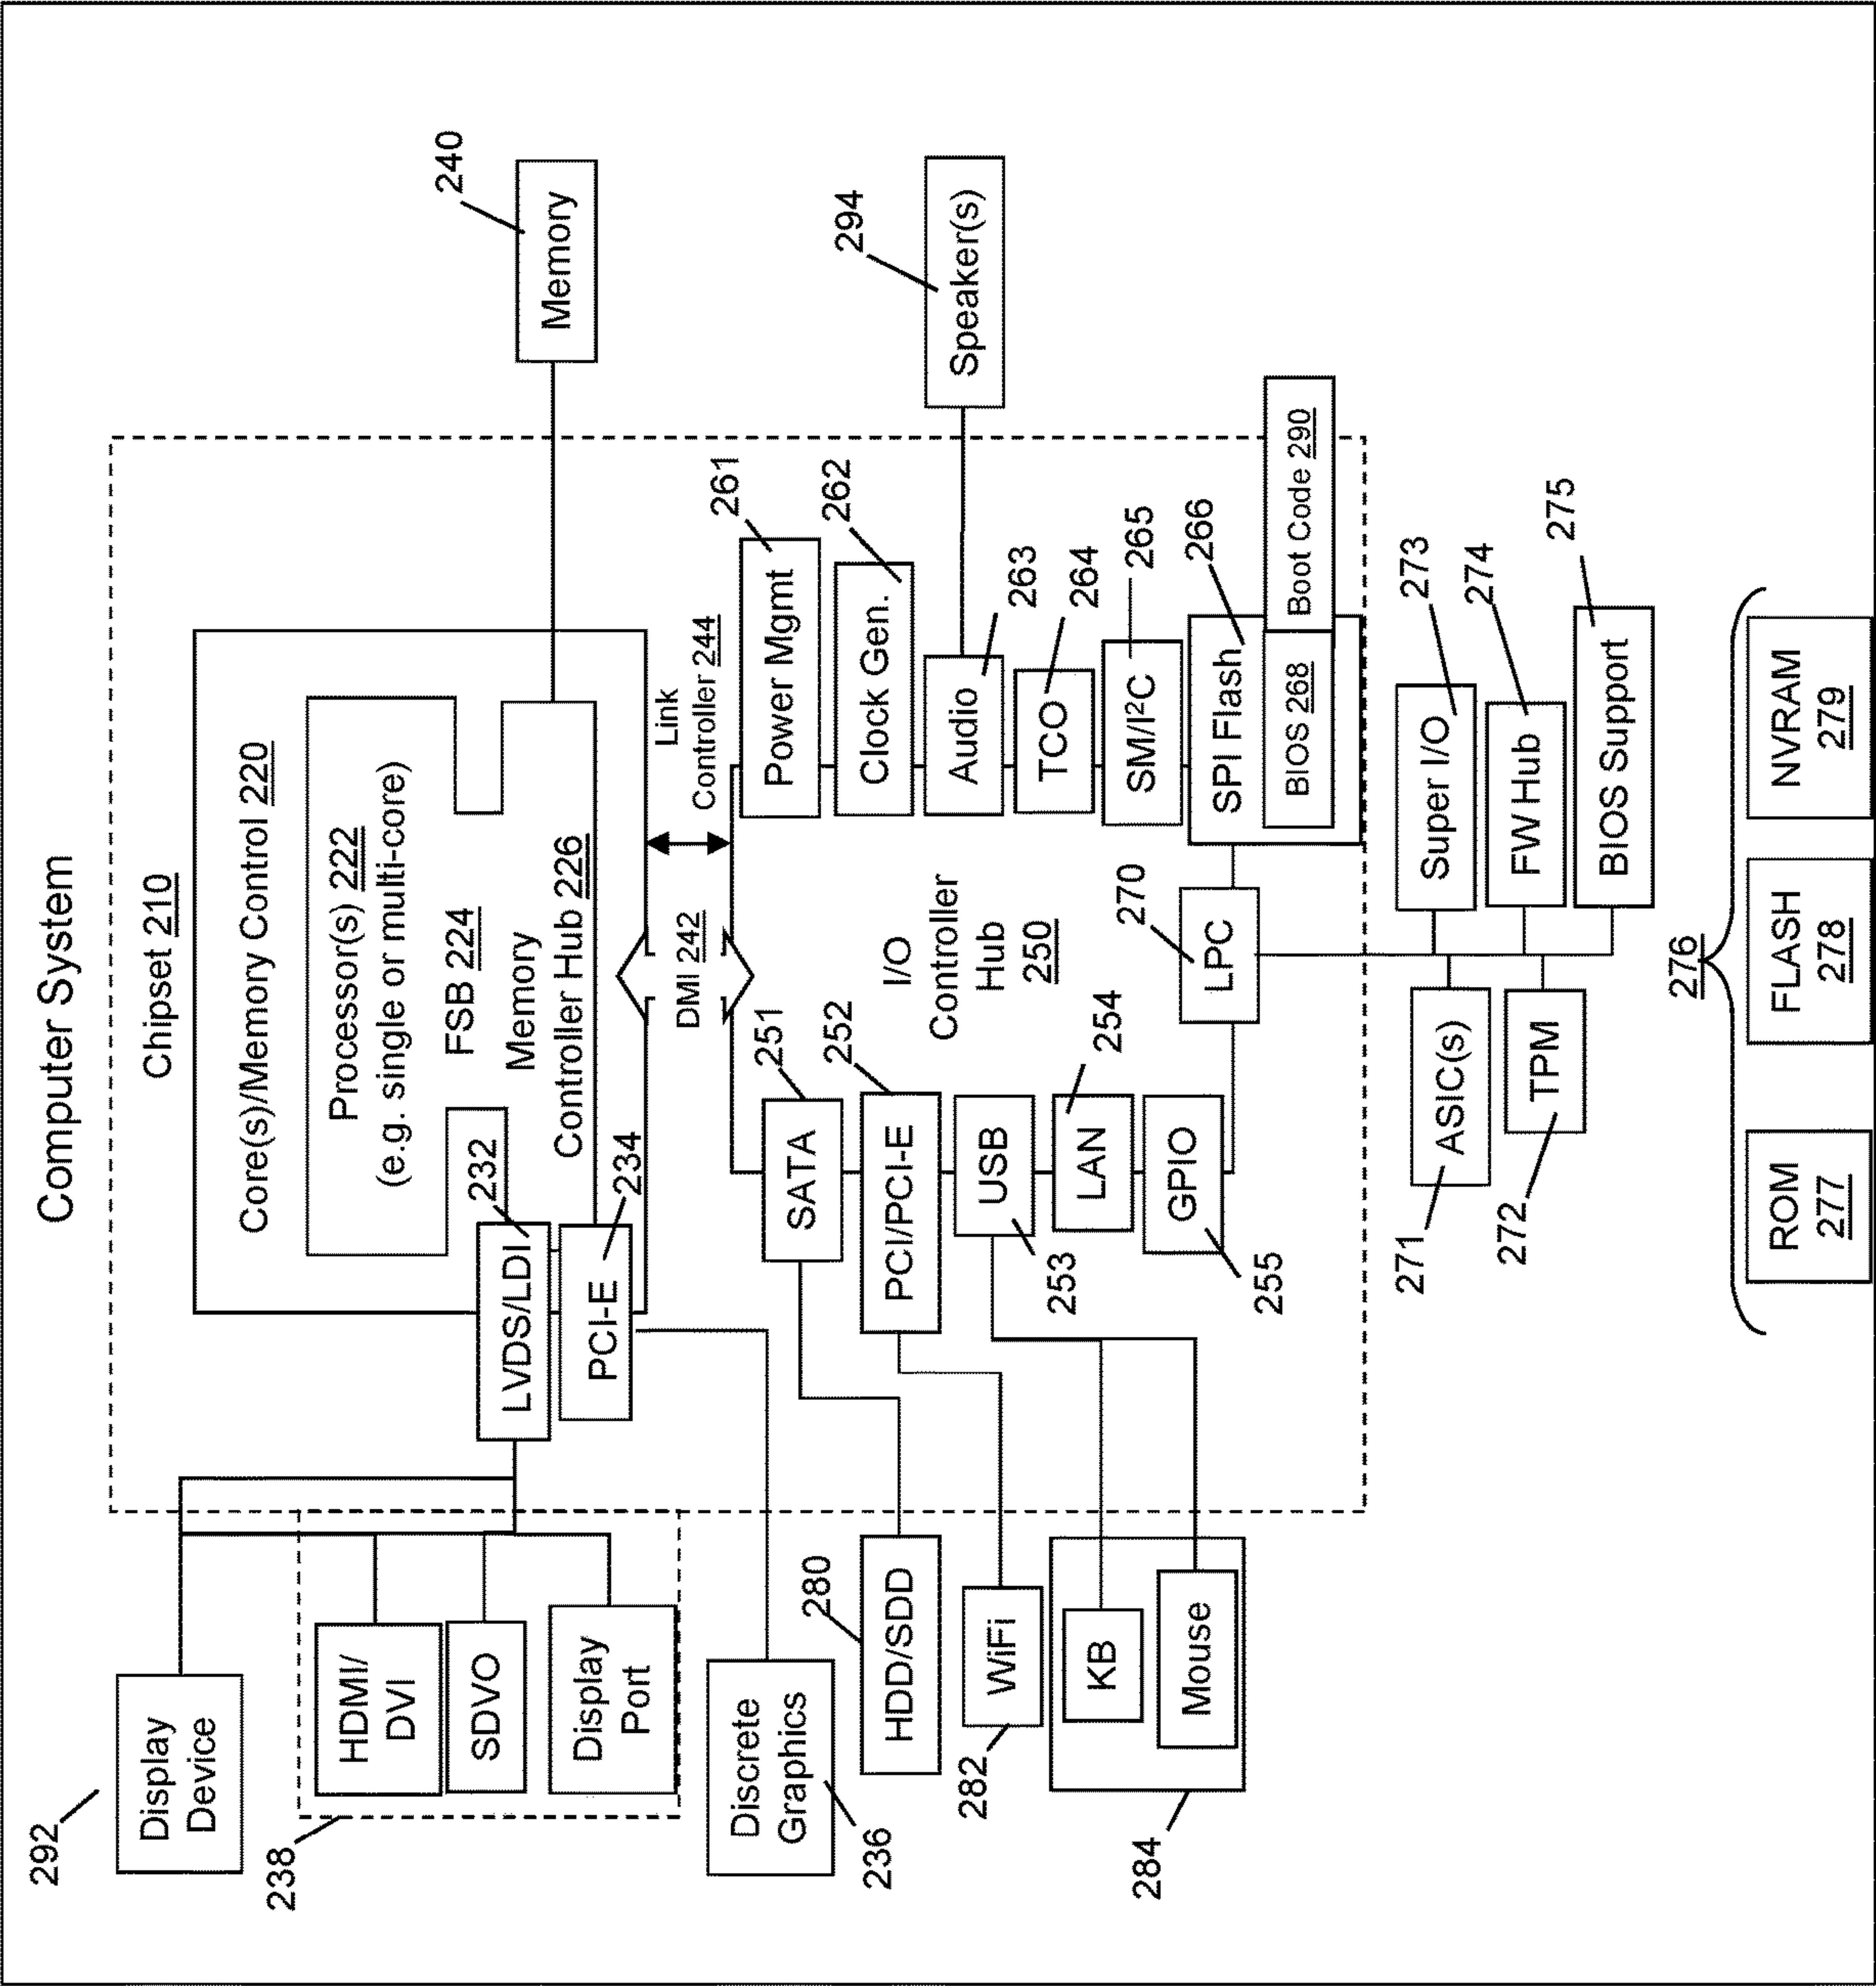 Computer System
Chipset 210
Core(s)/Memory Control 220
Processor(s) 222
(e.g. single or multi-core)
FSB 224
Memory
Controller Hub 226
232
LVDS/LDI
234
PCI-E
240
Memory
292
Display
Device
238
HDMI/
DVI
SDVO
Display
Port
Discrete
Graphics
236
DMI 242
Link
Controller 244
I/O
Controller
Hub
250
251
SATA
252
PCI/PCI-E
USB
253
254
LAN
GPIO
255
261
Power Mgmt
262
Clock Gen.
Audio
263
294
Speaker(s)
TCO
264
SM/I²C
265
SPI Flash
266
BIOS 268
Boot Code 290
270
LPC
280
HDD/SDD
WiFi
282
KB
Mouse
284
271
ASIC(s)
272
TPM
Super I/O
273
FW Hub
274
BIOS Support
275
276
ROM
277
FLASH
278
NVRAM
279